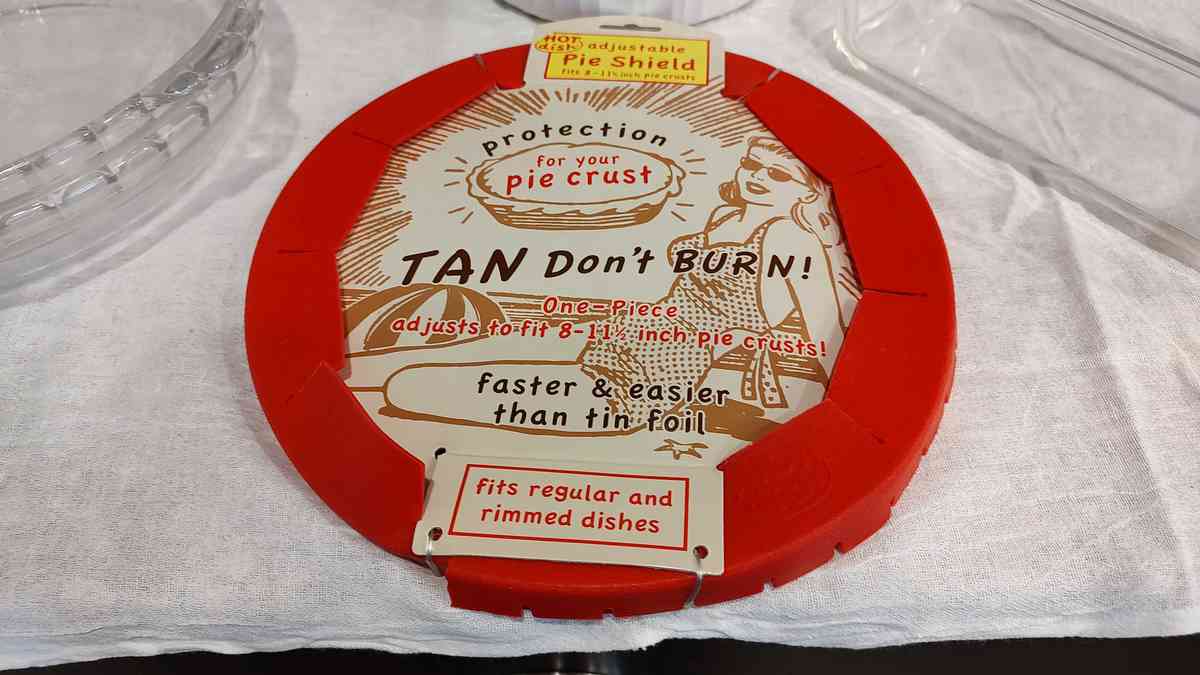 HOT
dish
adjustable
Pie Shield
fits 8-11½ inch pie crusts
protection
for your
pie crust
TAN Don't BURN!
One-Piece
adjusts to fit 8-11½ inch pie crusts!
faster & easier
than tin foil
fits regular and
rimmed dishes